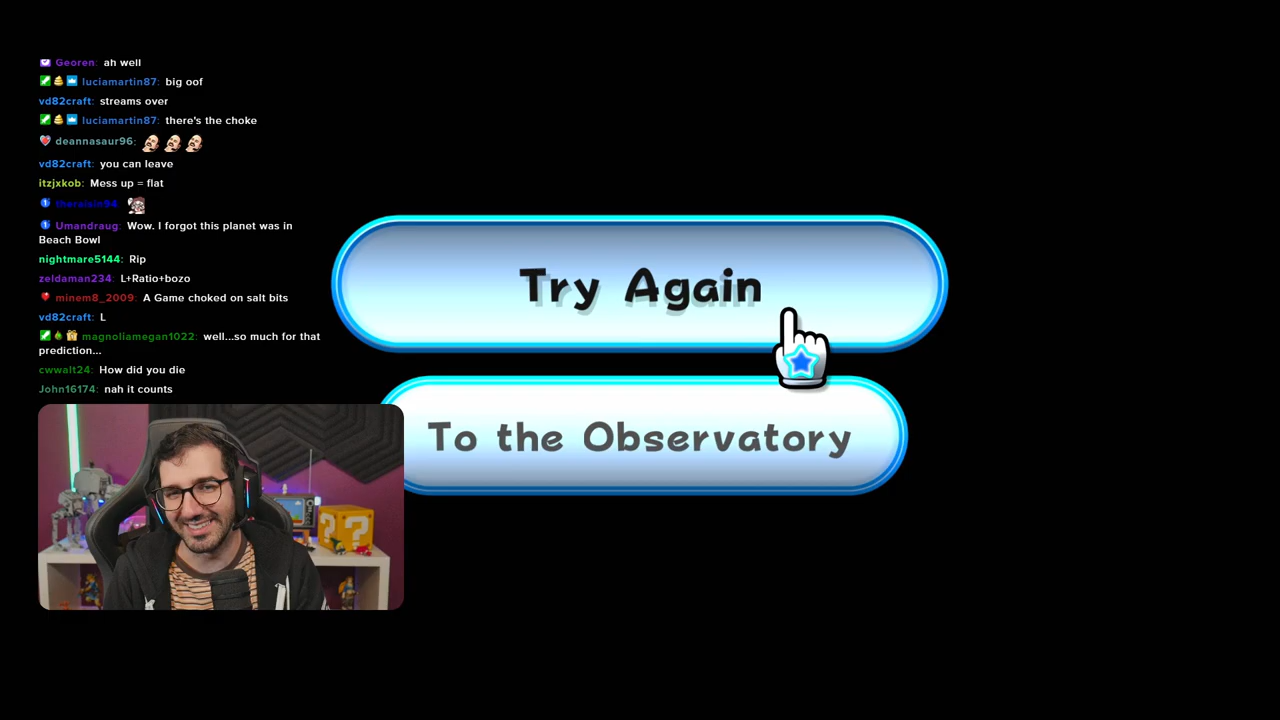 Georen: ah well
luciamartin87: big oof
vd82craft: streams over
luciamartin87: there's the choke
deannasaur96:
vd82craft: you can leave
itzjxkob: Mess up = flat
theraisin94
Umandraug: Wow. I forgot this planet was in
Beach Bowl
nightmare5144: Rip
zeldaman234: L+Ratio+bozo
minem8_2009: A Game choked on salt bits
vd82craft: L
magnoliamegan1022: well...so much for that
prediction...
cwwalt24: How did you die
John16174: nah it counts
Try Again
To the Observatory